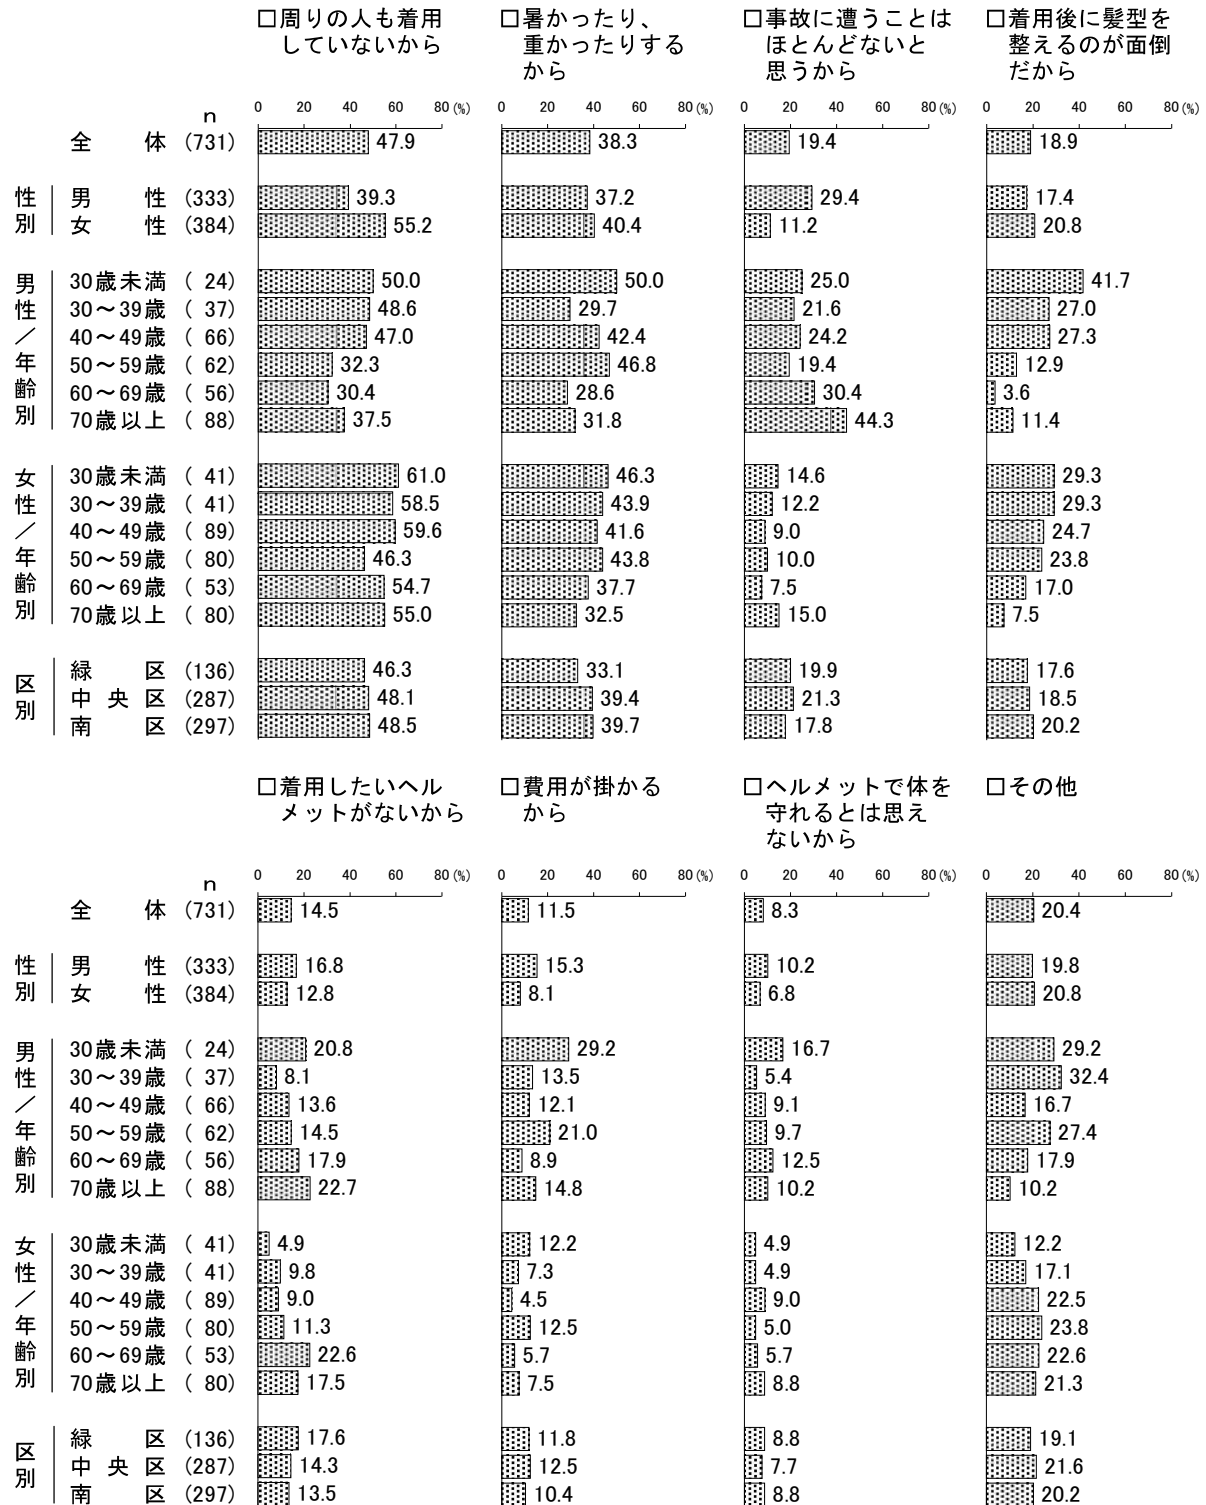 □周りの人も着用 □暑かったり、 □事故に遭うことは □着用後に髪型を
していないから 重かったりする ほとんどないと 整えるのが面倒
から 思うから だから
n 0 20 40 60 80(%) 0 20 40 60 80(%) 0 20 40 60 80(%) 0 20 40 60 80(%)
全体 (731) 47.9 38.3 19.4 18.9
性別
男性 (333) 39.3 37.2 29.4 17.4
女性 (384) 55.2 40.4 11.2 20.8
男性/年齢別
30歳未満 ( 24) 50.0 50.0 25.0 41.7
30~39歳 ( 37) 48.6 29.7 21.6 27.0
40~49歳 ( 66) 47.0 42.4 24.2 27.3
50~59歳 ( 62) 32.3 46.8 19.4 12.9
60~69歳 ( 56) 30.4 28.6 30.4 3.6
70歳以上 ( 88) 37.5 31.8 44.3 11.4
女性/年齢別
30歳未満 ( 41) 61.0 46.3 14.6 29.3
30~39歳 ( 41) 58.5 43.9 12.2 29.3
40~49歳 ( 89) 59.6 41.6 9.0 24.7
50~59歳 ( 80) 46.3 43.8 10.0 23.8
60~69歳 ( 53) 54.7 37.7 7.5 17.0
70歳以上 ( 80) 55.0 32.5 15.0 7.5
区別
緑区 (136) 46.3 33.1 19.9 17.6
中央区 (287) 48.1 39.4 21.3 18.5
南区 (297) 48.5 39.7 17.8 20.2
□着用したいヘル □費用が掛かる □ヘルメットで体を □その他
メットがないから から 守れるとは思え
ないから
n 0 20 40 60 80(%) 0 20 40 60 80(%) 0 20 40 60 80(%) 0 20 40 60 80(%)
全体 (731) 14.5 11.5 8.3 20.4
性別
男性 (333) 16.8 15.3 10.2 19.8
女性 (384) 12.8 8.1 6.8 20.8
男性/年齢別
30歳未満 ( 24) 20.8 29.2 16.7 29.2
30~39歳 ( 37) 8.1 13.5 5.4 32.4
40~49歳 ( 66) 13.6 12.1 9.1 16.7
50~59歳 ( 62) 14.5 21.0 9.7 27.4
60~69歳 ( 56) 17.9 8.9 12.5 17.9
70歳以上 ( 88) 22.7 14.8 10.2 10.2
女性/年齢別
30歳未満 ( 41) 4.9 12.2 4.9 12.2
30~39歳 ( 41) 9.8 7.3 4.9 17.1
40~49歳 ( 89) 9.0 4.5 9.0 22.5
50~59歳 ( 80) 11.3 12.5 5.0 23.8
60~69歳 ( 53) 22.6 5.7 5.7 22.6
70歳以上 ( 80) 17.5 7.5 8.8 21.3
区別
緑区 (136) 17.6 11.8 8.8 19.1
中央区 (287) 14.3 12.5 7.7 21.6
南区 (297) 13.5 10.4 8.8 20.2